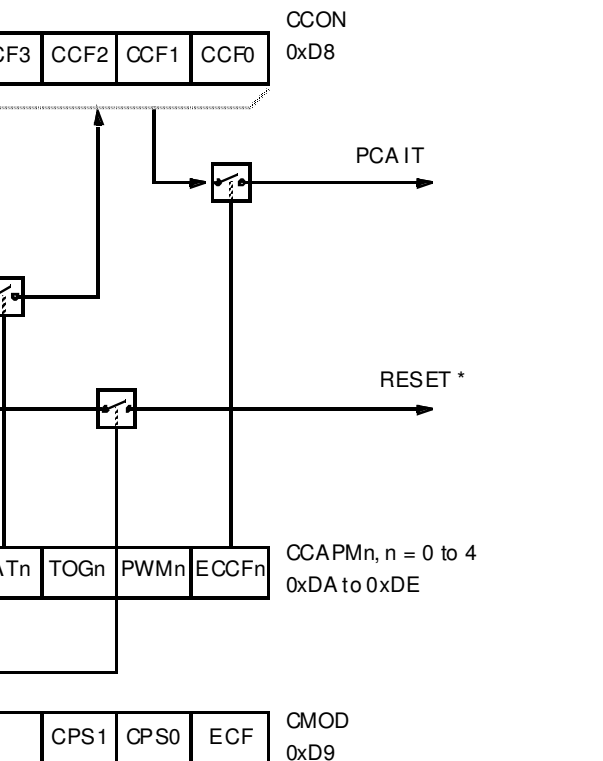 CCON
CF3 CCF2 CCF1 CCF0 0xD8
PCA IT
RESET *
CCAPMn, n = 0 to 4
ATn TOGn PWMn ECCFn
0xDA to 0xDE
CMOD
CPS1 CPS0 ECF
0xD9